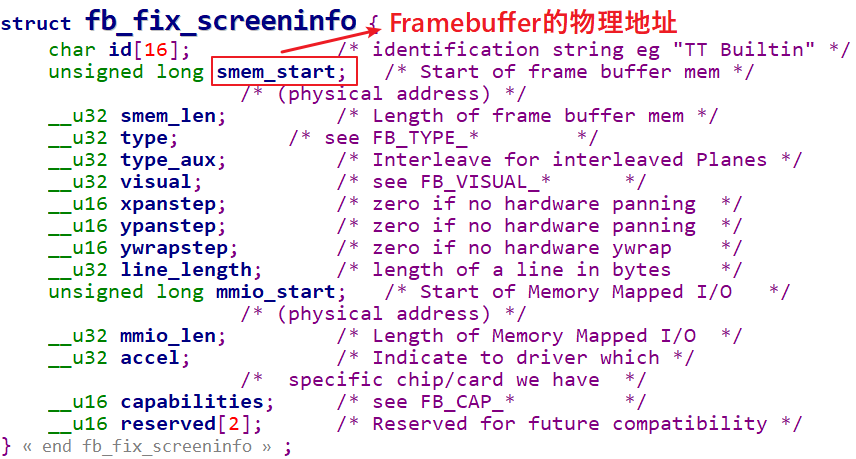 struct fb_fix_screeninfo { Framebuffer的物理地址
char id[16]; /* identification string eg "TT Builtin" */
unsigned long smem_start; /* Start of frame buffer mem */
/* (physical address) */
__u32 smem_len; /* Length of frame buffer mem */
__u32 type; /* see FB_TYPE_* */
__u32 type_aux; /* Interleave for interleaved Planes */
__u32 visual; /* see FB_VISUAL_* */
__u16 xpanstep; /* zero if no hardware panning */
__u16 ypanstep; /* zero if no hardware panning */
__u16 ywrapstep; /* zero if no hardware ywrap */
__u32 line_length; /* length of a line in bytes */
unsigned long mmio_start; /* Start of Memory Mapped I/O */
/* (physical address) */
__u32 mmio_len; /* Length of Memory Mapped I/O */
__u32 accel; /* Indicate to driver which */
/* specific chip/card we have */
__u16 capabilities; /* see FB_CAP_* */
__u16 reserved[2]; /* Reserved for future compatibility */
} « end fb_fix_screeninfo » ;